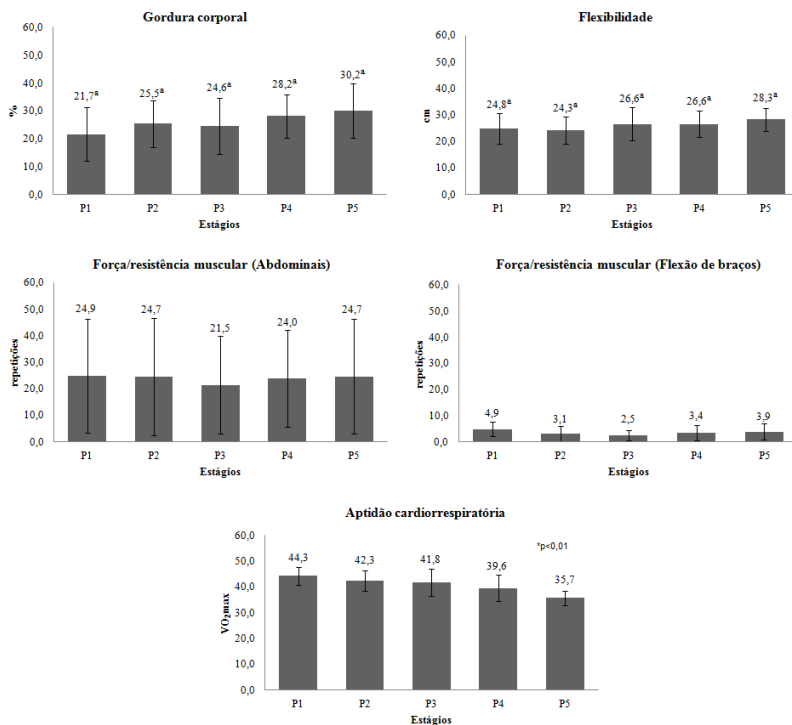 Gordura corporal
60,0
50,0
40,0
30,0
20,0
10,0
0,0
%
21,7ª
25,5ª
24,6ª
28,2ª
30,2ª
P1 P2 P3 P4 P5
Estágios
Flexibilidade
60,0
50,0
40,0
30,0
20,0
10,0
0,0
cm
24,8ª
24,3ª
26,6ª
26,6ª
28,3ª
P1 P2 P3 P4 P5
Estágios
Força/resistência muscular (Abdominais)
60,0
50,0
40,0
30,0
20,0
10,0
0,0
repetições
24,9
24,7
21,5
24,0
24,7
P1 P2 P3 P4 P5
Estágios
Força/resistência muscular (Flexão de braços)
60,0
50,0
40,0
30,0
20,0
10,0
0,0
repetições
4,9
3,1
2,5
3,4
3,9
P1 P2 P3 P4 P5
Estágios
Aptidão cardiorrespiratória
60,0
50,0
40,0
30,0
20,0
10,0
0,0
VO₂max
*p<0,01
44,3
42,3
41,8
39,6
35,7
P1 P2 P3 P4 P5
Estágios